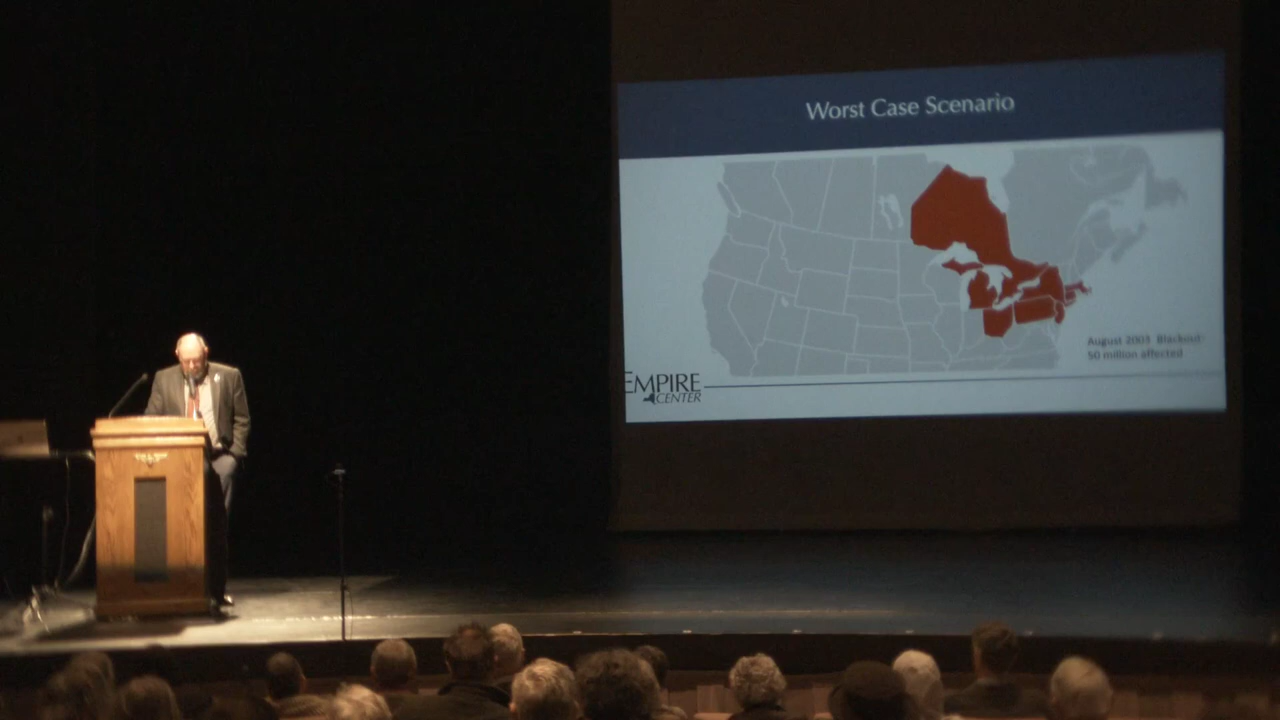 Worst Case Scenario
August 2003 Blackout
50 million affected
EMPIRE
CENTER